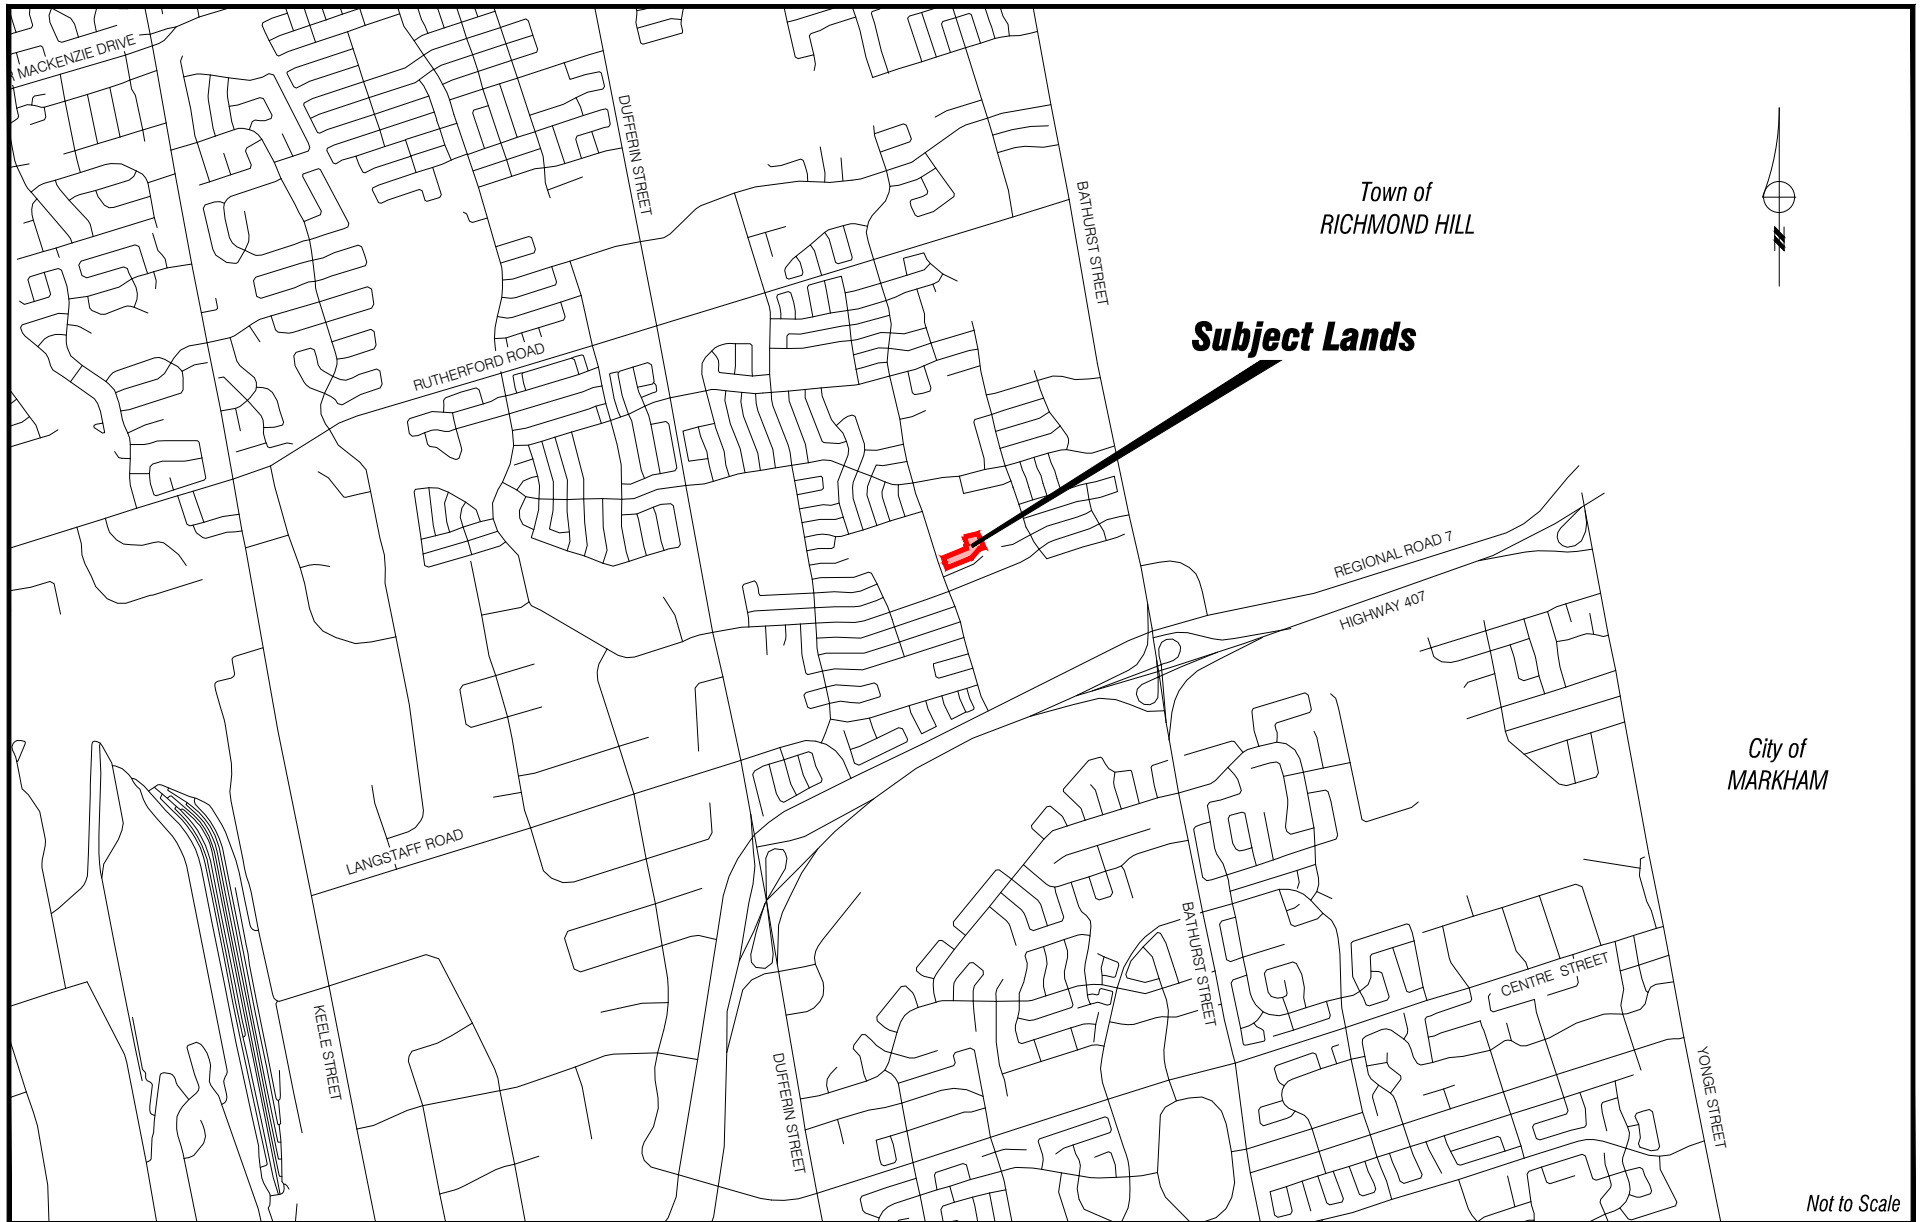 MACKENZIE DRIVE
DUFFERIN STREET
BATHURST STREET
Town of
RICHMOND HILL
Subject Lands
RUTHERFORD ROAD
REGIONAL ROAD 7
HIGHWAY 407
City of
MARKHAM
LANGSTAFF ROAD
BATHURST STREET
CENTRE STREET
KEELE STREET
DUFFERIN STREET
YONGE STREET
Not to Scale